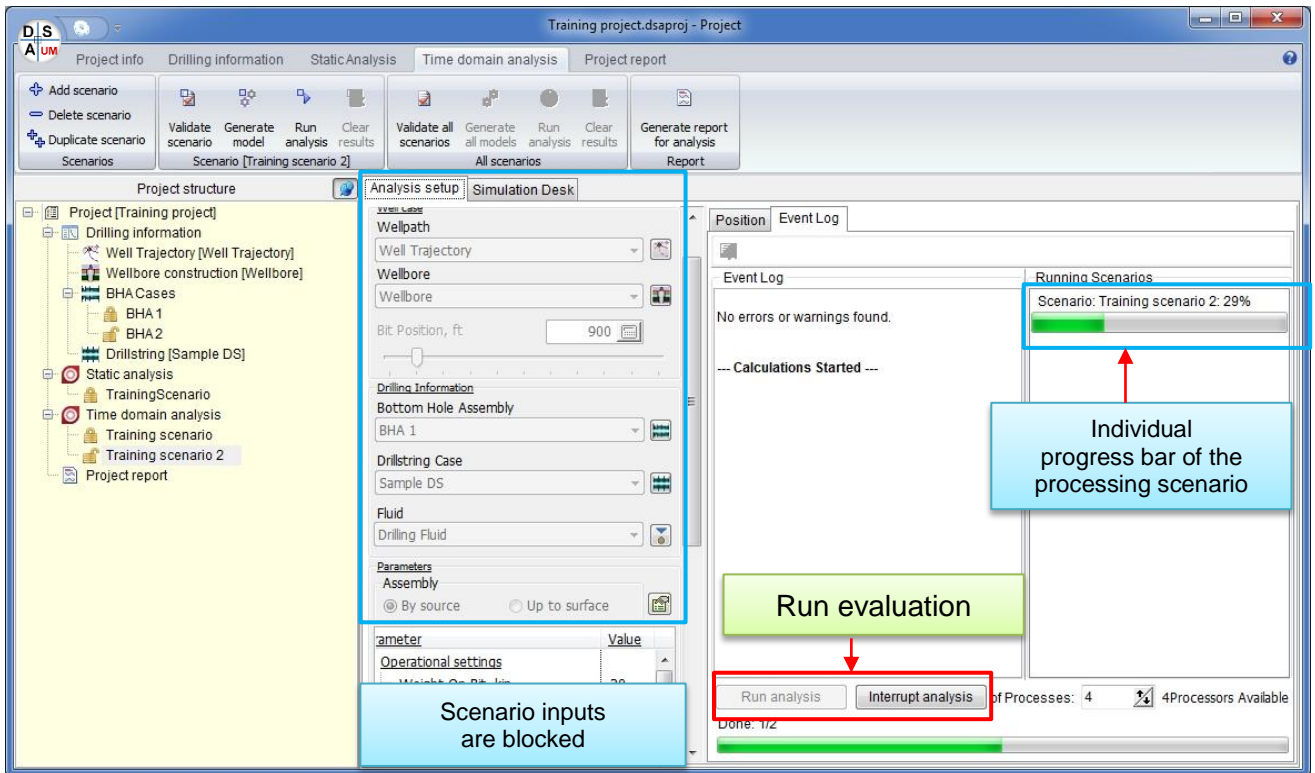 Training project.dsaproj - Project
D S
A UM
Project info
Drilling information
Static Analysis
Time domain analysis
Project report
Add scenario
Delete scenario
Duplicate scenario
Scenarios
Validate scenario
Generate model
Run analysis
Clear results
Scenario [Training scenario 2]
Validate all scenarios
Generate all models
Run analysis
Clear results
All scenarios
Generate report for analysis
Report
Project structure
Project [Training project]
Drilling information
Well Trajectory [Well Trajectory]
Wellbore construction [Wellbore]
BHA Cases
BHA 1
BHA 2
Drillstring [Sample DS]
Static analysis
TrainingScenario
Time domain analysis
Training scenario
Training scenario 2
Project report
Analysis setup
Simulation Desk
Well case
Wellpath
Well Trajectory
Wellbore
Wellbore
Bit Position, ft
900
Drilling Information
Bottom Hole Assembly
BHA 1
Drillstring Case
Sample DS
Fluid
Drilling Fluid
Parameters
Assembly
By source
Up to surface
arameter
Value
Operational settings
Scenario inputs
are blocked
Position
Event Log
Event Log
No errors or warnings found.
--- Calculations Started ---
Running Scenarios
Scenario: Training scenario 2: 29%
Individual
progress bar of the
processing scenario
Run evaluation
Run analysis
Interrupt analysis
of Processes:
4
4Processors Available
Done: 1/2